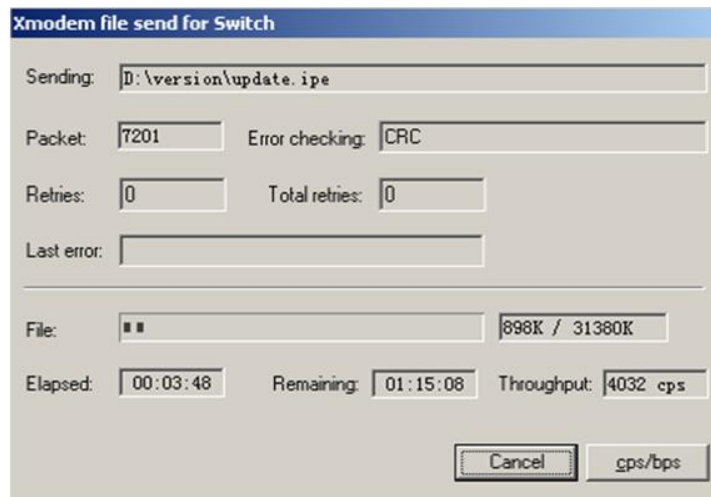 Xmodem file send for Switch
Sending: D:\version\update.ipe
Packet: 7201 Error checking: CRC
Retries: 0 Total retries: 0
Last error:
File: 898K / 31380K
Elapsed: 00:03:48 Remaining: 01:15:08 Throughput: 4032 cps
Cancel cps/bps